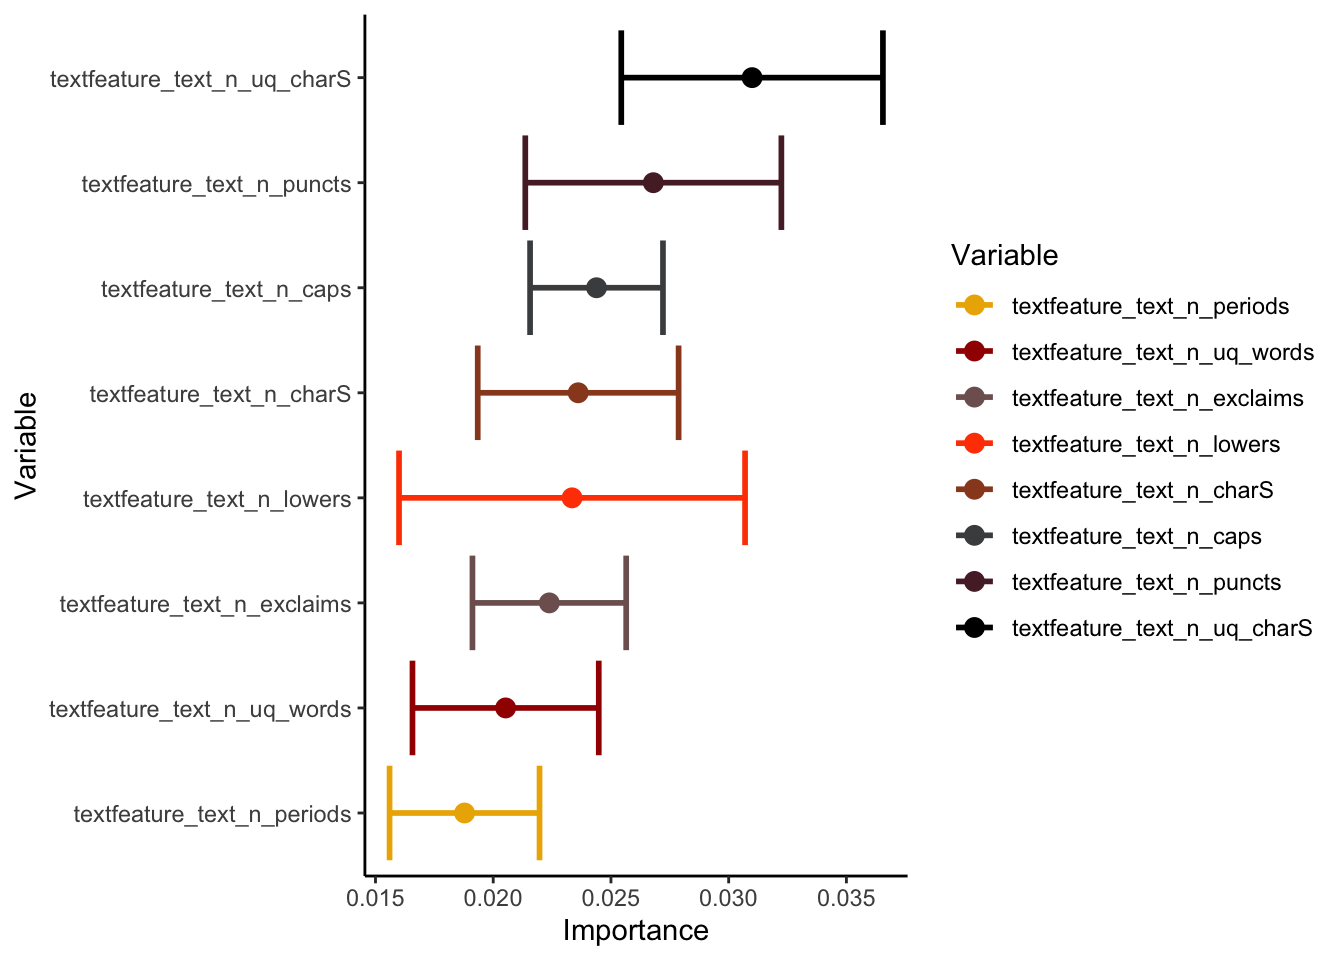 textfeature_text_n_uq_charS
textfeature_text_n_puncts
textfeature_text_n_caps
textfeature_text_n_charS
textfeature_text_n_lowers
textfeature_text_n_exclaims
textfeature_text_n_uq_words
textfeature_text_n_periods
Variable
0.015 0.020 0.025 0.030 0.035
Importance
Variable
textfeature_text_n_periods
textfeature_text_n_uq_words
textfeature_text_n_exclaims
textfeature_text_n_lowers
textfeature_text_n_charS
textfeature_text_n_caps
textfeature_text_n_puncts
textfeature_text_n_uq_charS